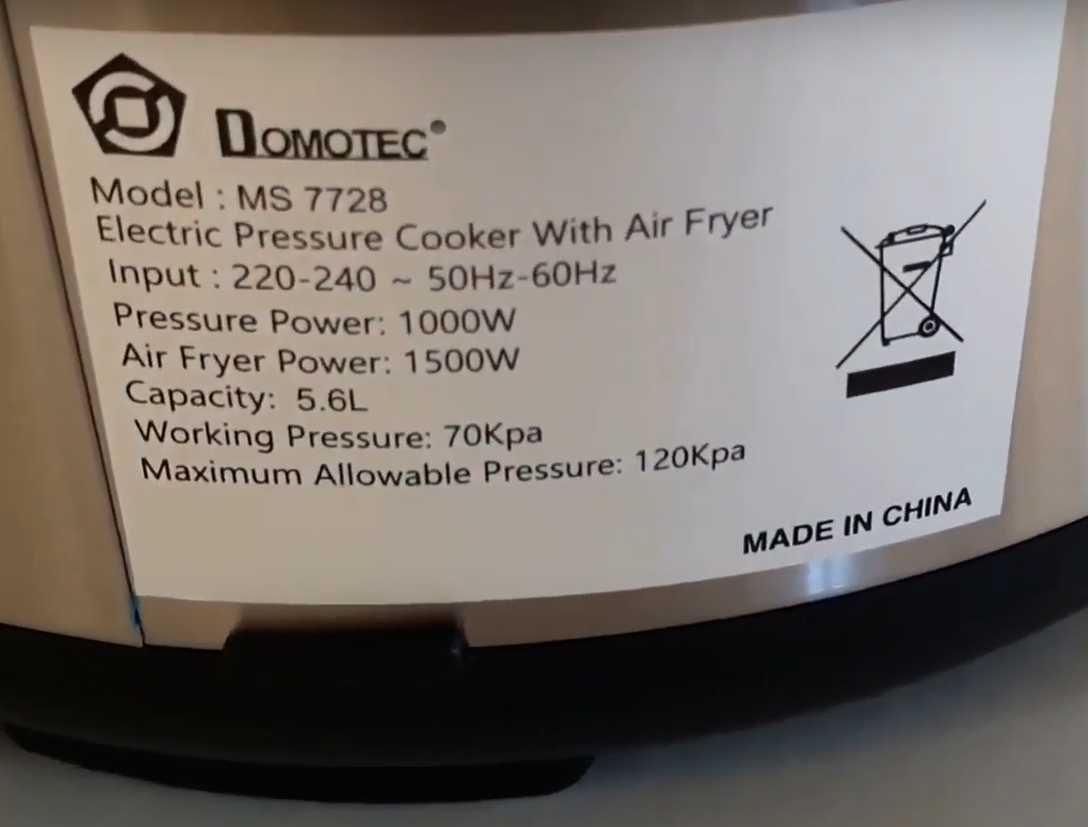 DOMOTEC®
Model : MS 7728
Electric Pressure Cooker With Air Fryer
Input : 220-240 ~ 50Hz-60Hz
Pressure Power: 1000W
Air Fryer Power: 1500W
Capacity: 5.6L
Working Pressure: 70Kpa
Maximum Allowable Pressure: 120Kpa
MADE IN CHINA